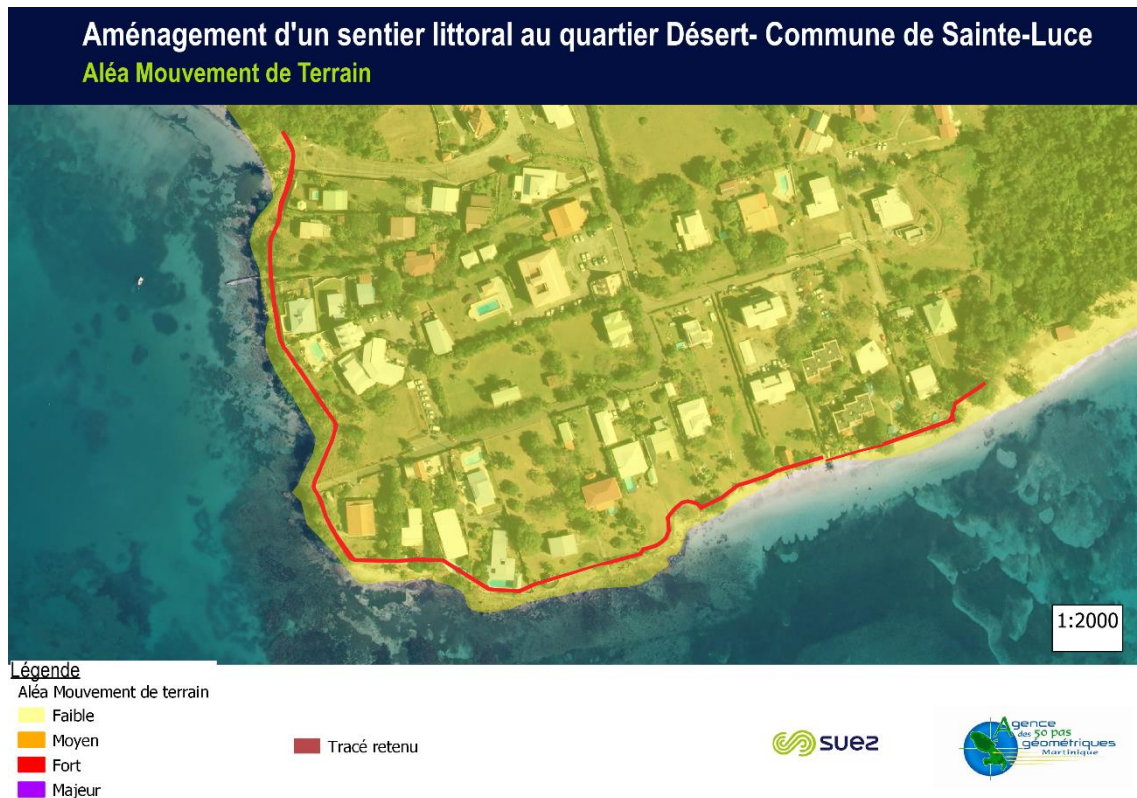 Aménagement d'un sentier littoral au quartier Désert- Commune de Sainte-Luce
Aléa Mouvement de Terrain
1:2000
Légende
Aléa Mouvement de terrain
Faible
Moyen
Fort
Majeur
Tracé retenu
suez
Agence
des 50 pas
géométriques
Martinique